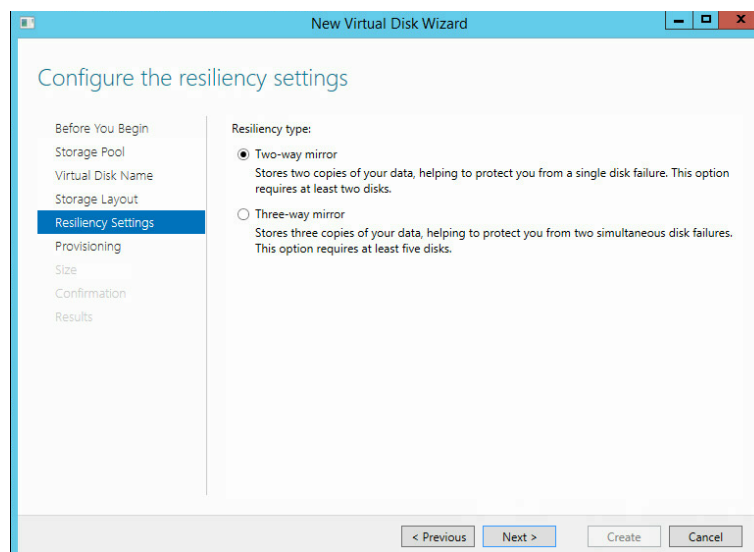 New Virtual Disk Wizard
Configure the resiliency settings
Before You Begin
Storage Pool
Virtual Disk Name
Storage Layout
Resiliency Settings
Provisioning
Size
Confirmation
Results
Resiliency type:
Two-way mirror
Stores two copies of your data, helping to protect you from a single disk failure. This option
requires at least two disks.
Three-way mirror
Stores three copies of your data, helping to protect you from two simultaneous disk failures.
This option requires at least five disks.
< Previous
Next >
Create
Cancel